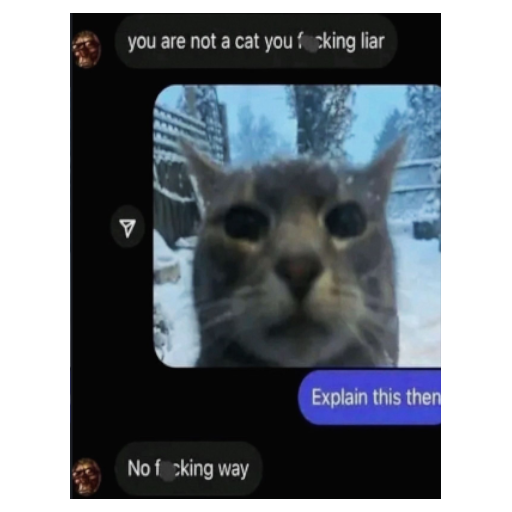 you are not a cat you f cking liar
Explain this then
No f cking way